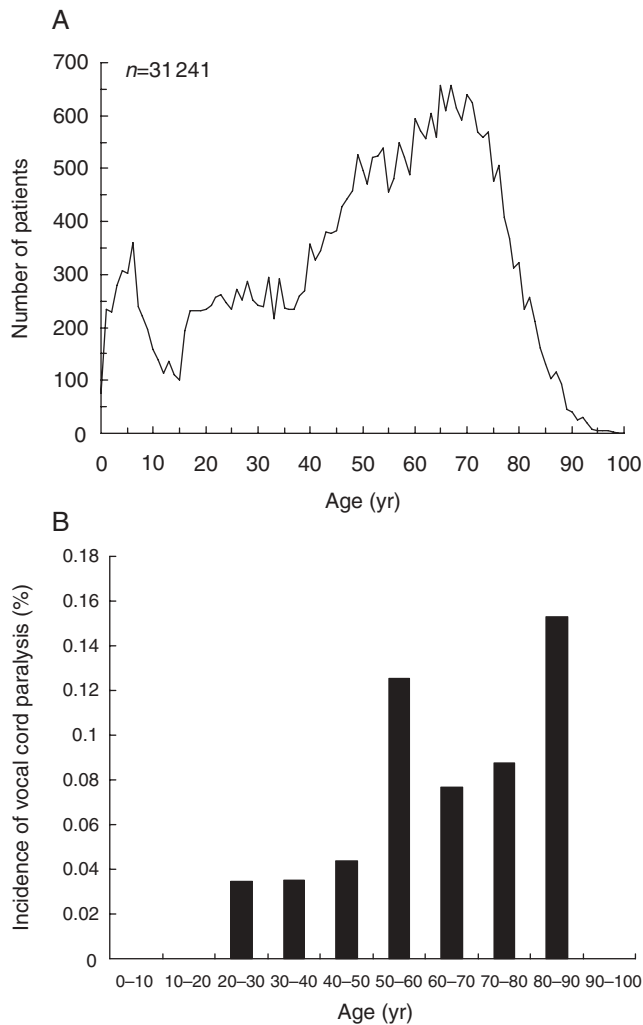 A
n=31 241
700
600
500
400
300
200
100
0
Number of patients
0 10 20 30 40 50 60 70 80 90 100
Age (yr)
B
0.18
0.16
0.14
0.12
0.1
0.08
0.06
0.04
0.02
0
Incidence of vocal cord paralysis (%)
0–10 10–20 20–30 30–40 40–50 50–60 60–70 70–80 80–90 90–100
Age (yr)